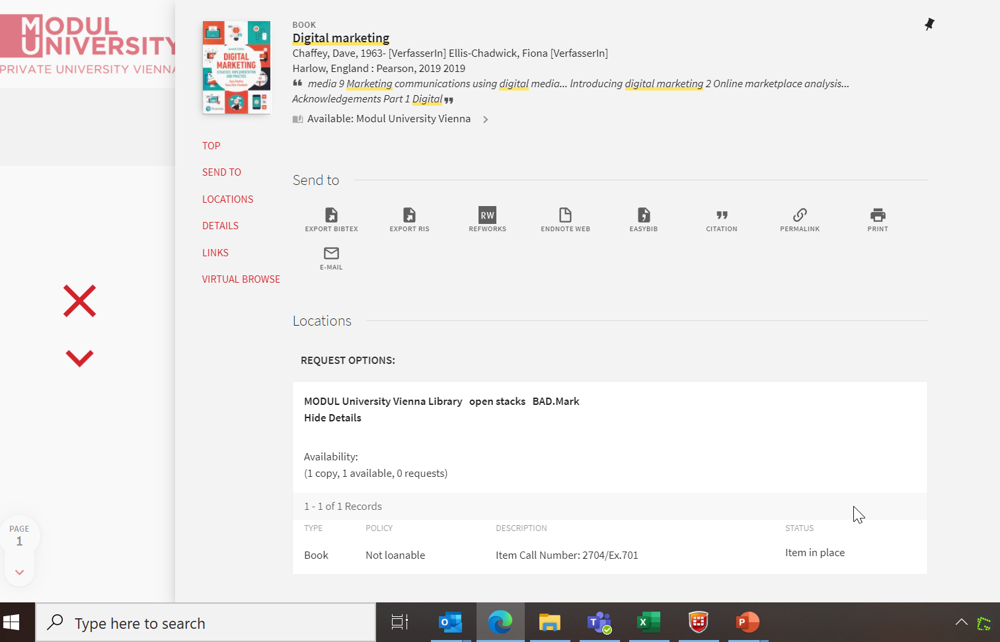 MODUL
UNIVERSITY
PRIVATE UNIVERSITY VIENNA
DIGITAL
MARKETING
Pearson
BOOK
Digital marketing
Chaffey, Dave, 1963- [VerfasserIn] Ellis-Chadwick, Fiona [VerfasserIn]
Harlow, England : Pearson, 2019 2019
“ media 9 Marketing communications using digital media... Introducing digital marketing 2 Online marketplace analysis...
Acknowledgements Part 1 Digital ”
Available: Modul University Vienna
TOP
SEND TO
LOCATIONS
DETAILS
LINKS
VIRTUAL BROWSE
Send to
EXPORT BIBTEX
EXPORT RIS
RW
REFWORKS
ENDNOTE WEB
EASYBIB
CITATION
PERMALINK
PRINT
E-MAIL
Locations
REQUEST OPTIONS:
MODUL University Vienna Library open stacks BAD.Mark
Hide Details
Availability:
(1 copy, 1 available, 0 requests)
1 - 1 of 1 Records
TYPE POLICY DESCRIPTION STATUS
Book Not loanable Item Call Number: 2704/Ex.701 Item in place
PAGE
1
Type here to search